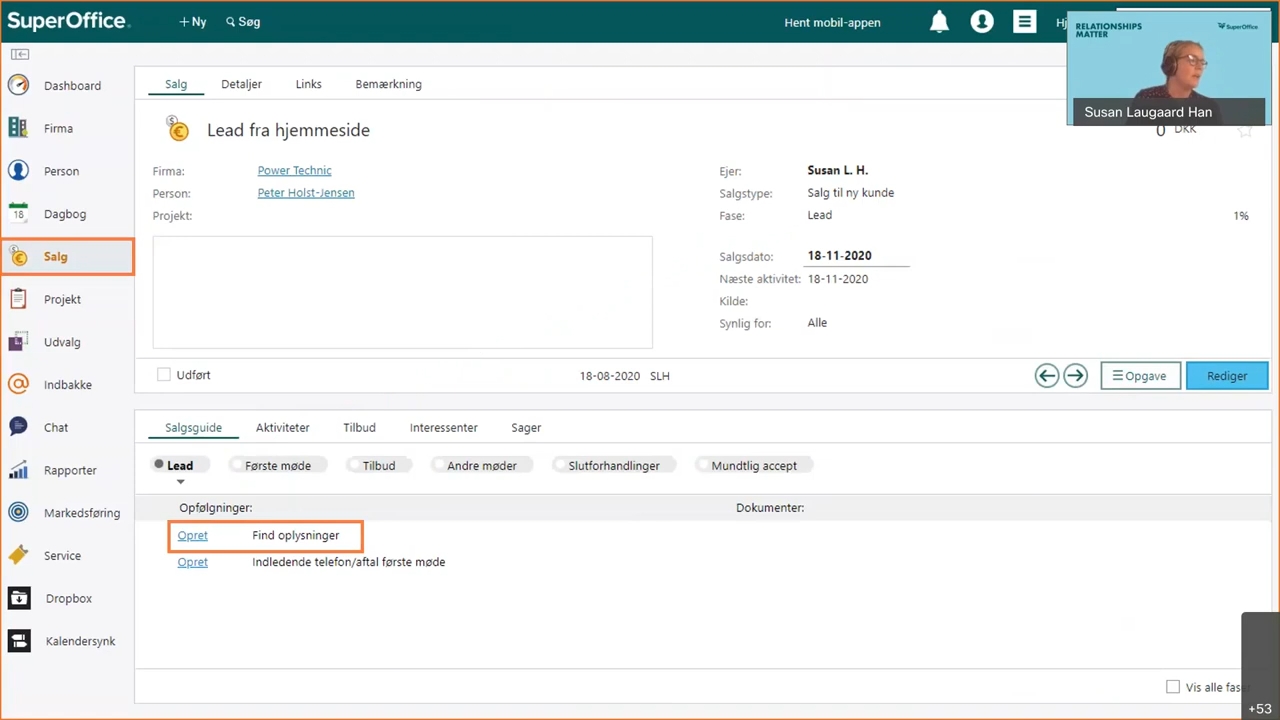 SuperOffice.
+ Ny
Søg
Hent mobil-appen
Hj
RELATIONSHIPS
MATTER
SuperOffice
Susan Laugaard Han
Dashboard
Firma
Person
18
Dagbog
Salg
Projekt
Udvalg
Indbakke
Chat
Rapporter
Markedsføring
Service
Dropbox
Kalendersynk
Salg
Detaljer
Links
Bemærkning
Lead fra hjemmeside
0 DKK
Firma: Power Technic
Person: Peter Holst-Jensen
Projekt:
Ejer: Susan L. H.
Salgstype: Salg til ny kunde
Fase: Lead 1%
Salgsdato: 18-11-2020
Næste aktivitet: 18-11-2020
Kilde:
Synlig for: Alle
Udført
18-08-2020 SLH
Opgave
Rediger
Salgsguide
Aktiviteter
Tilbud
Interessenter
Sager
Lead
Første møde
Tilbud
Andre møder
Slutforhandlinger
Mundtlig accept
Opfølgninger:
Dokumenter:
Opret Find oplysninger
Opret Indledende telefon/aftal første møde
Vis alle fas
+53